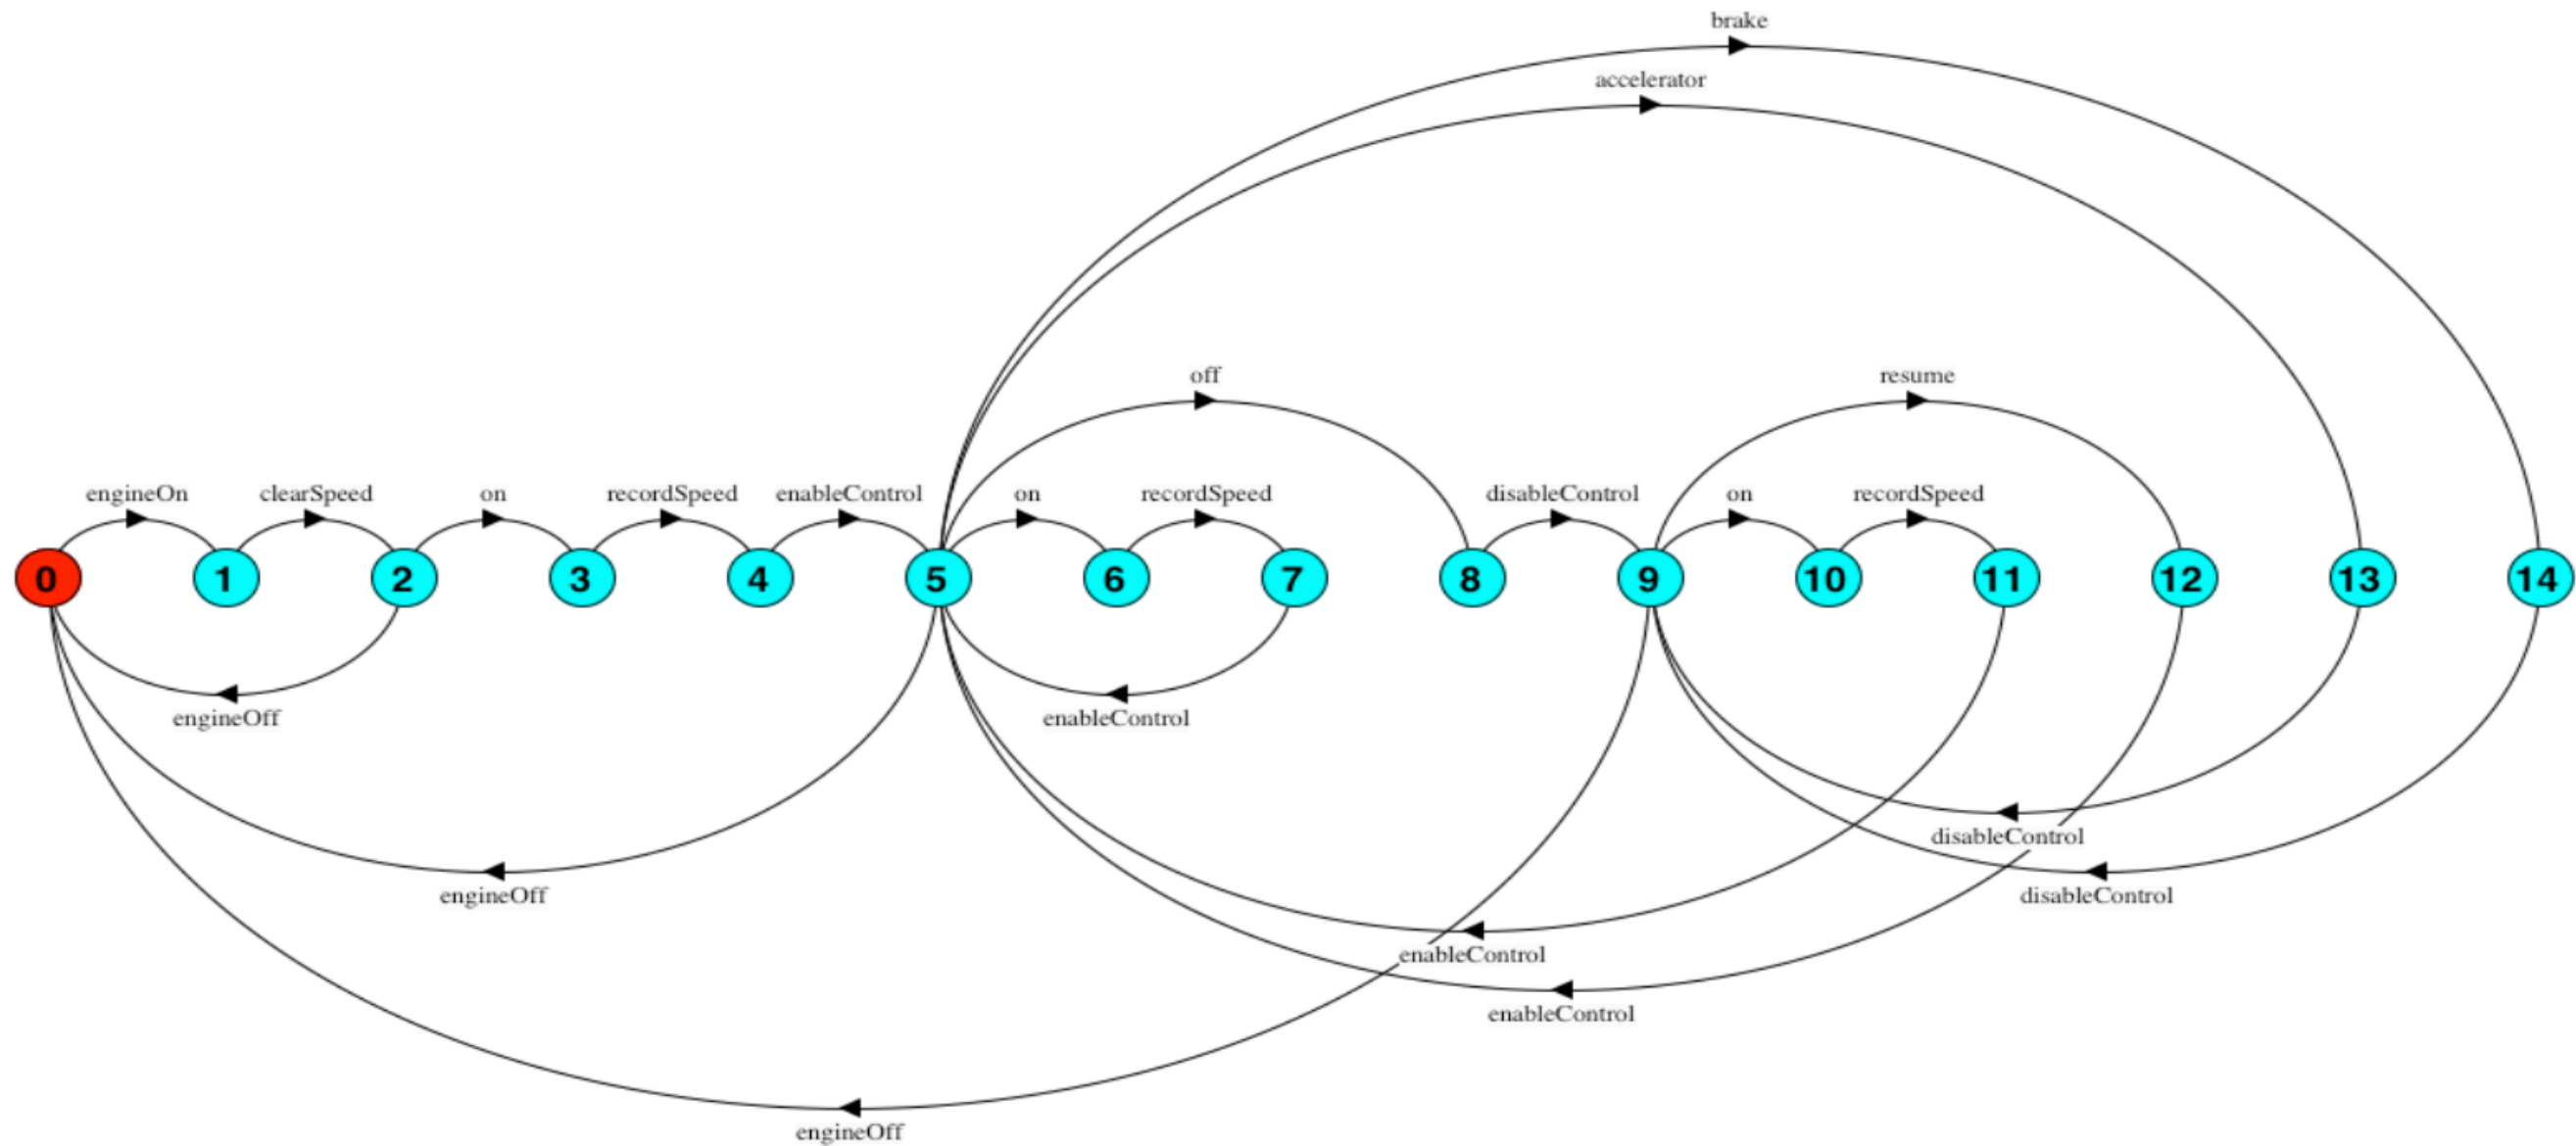 brake
accelerator
off
resume
engineOn
clearSpeed
on
recordSpeed
enableControl
on
recordSpeed
disableControl
on
recordSpeed
0
1
2
3
4
5
6
7
8
9
10
11
12
13
14
engineOff
enableControl
disableControl
engineOff
disableControl
enableControl
enableControl
engineOff